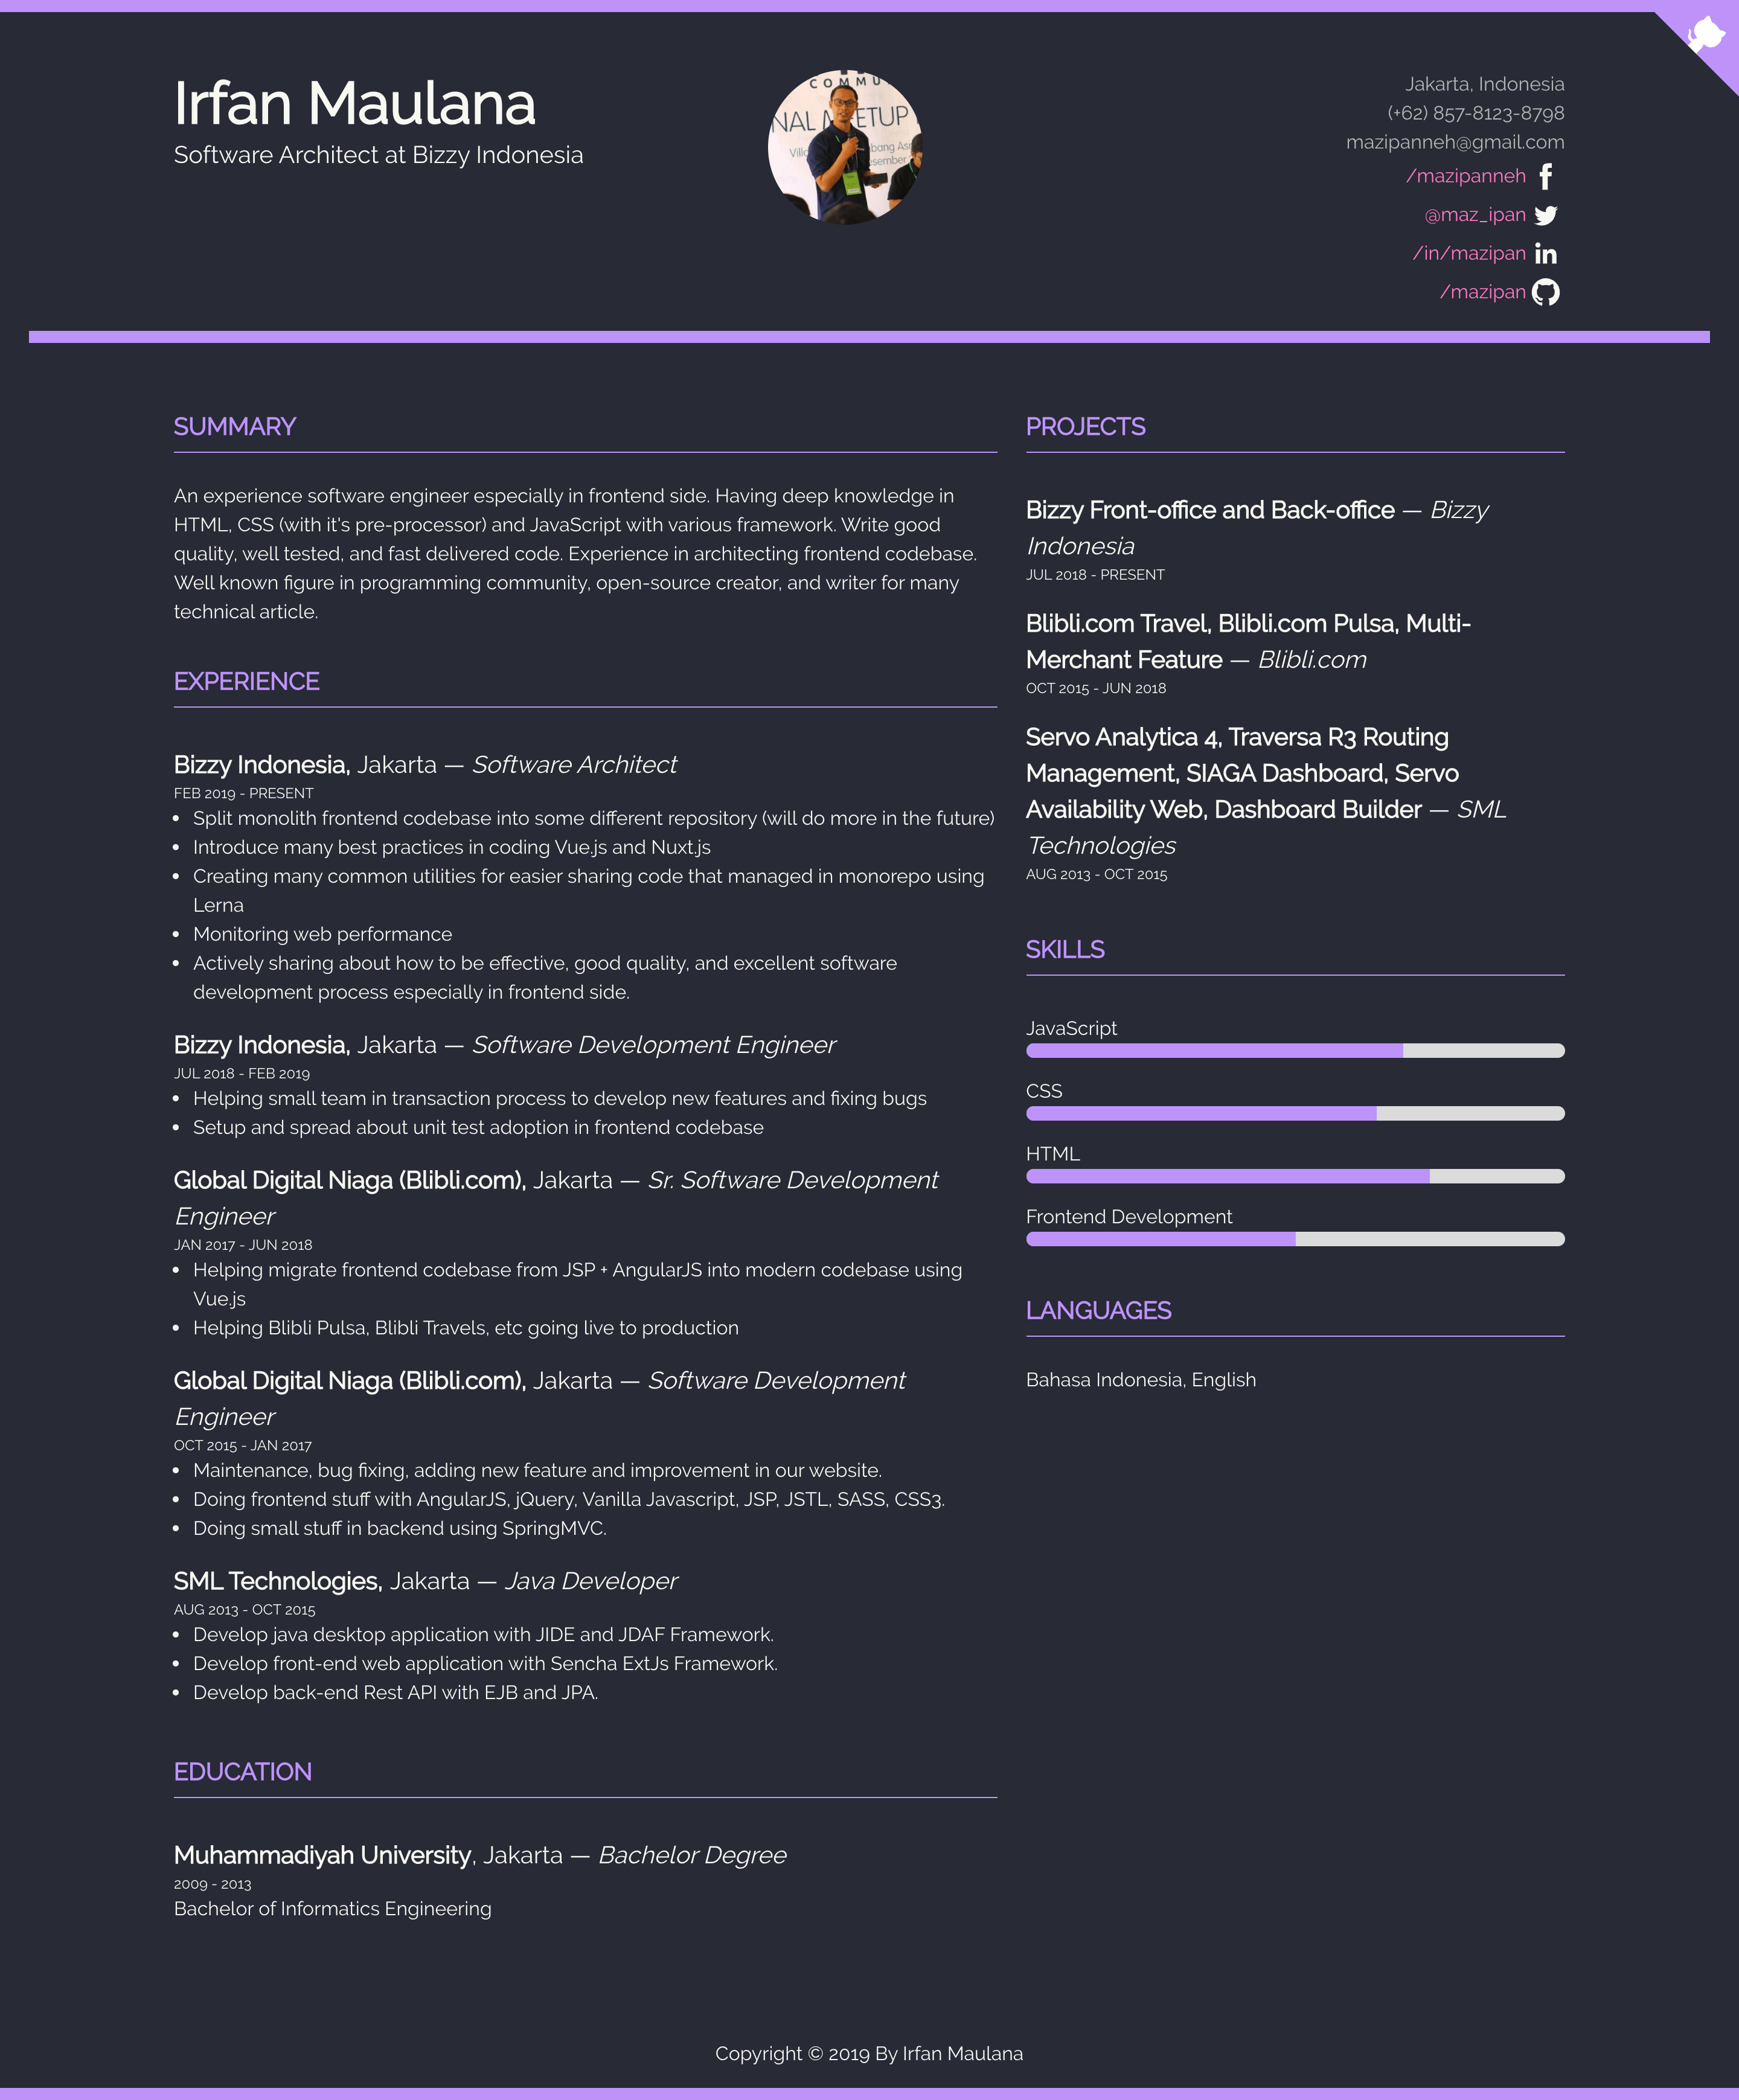 Irfan Maulana
Software Architect at Bizzy Indonesia
COMMU
NAL MEETUP
Jakarta, Indonesia
(+62) 857-8123-8798
mazipanneh@gmail.com
/mazipanneh
@maz_ipan
/in/mazipan
/mazipan
SUMMARY
An experience software engineer especially in frontend side. Having deep knowledge in
HTML, CSS (with it's pre-processor) and JavaScript with various framework. Write good
quality, well tested, and fast delivered code. Experience in architecting frontend codebase.
Well known figure in programming community, open-source creator, and writer for many
technical article.
EXPERIENCE
Bizzy Indonesia, Jakarta — Software Architect
FEB 2019 - PRESENT
• Split monolith frontend codebase into some different repository (will do more in the future)
• Introduce many best practices in coding Vue.js and Nuxt.js
• Creating many common utilities for easier sharing code that managed in monorepo using
Lerna
• Monitoring web performance
• Actively sharing about how to be effective, good quality, and excellent software
development process especially in frontend side.
Bizzy Indonesia, Jakarta — Software Development Engineer
JUL 2018 - FEB 2019
• Helping small team in transaction process to develop new features and fixing bugs
• Setup and spread about unit test adoption in frontend codebase
Global Digital Niaga (Blibli.com), Jakarta — Sr. Software Development
Engineer
JAN 2017 - JUN 2018
• Helping migrate frontend codebase from JSP + AngularJS into modern codebase using
Vue.js
• Helping Blibli Pulsa, Blibli Travels, etc going live to production
Global Digital Niaga (Blibli.com), Jakarta — Software Development
Engineer
OCT 2015 - JAN 2017
• Maintenance, bug fixing, adding new feature and improvement in our website.
• Doing frontend stuff with AngularJS, jQuery, Vanilla Javascript, JSP, JSTL, SASS, CSS3.
• Doing small stuff in backend using SpringMVC.
SML Technologies, Jakarta — Java Developer
AUG 2013 - OCT 2015
• Develop java desktop application with JIDE and JDAF Framework.
• Develop front-end web application with Sencha ExtJs Framework.
• Develop back-end Rest API with EJB and JPA.
EDUCATION
Muhammadiyah University, Jakarta — Bachelor Degree
2009 - 2013
Bachelor of Informatics Engineering
PROJECTS
Bizzy Front-office and Back-office — Bizzy
Indonesia
JUL 2018 - PRESENT
Blibli.com Travel, Blibli.com Pulsa, Multi-
Merchant Feature — Blibli.com
OCT 2015 - JUN 2018
Servo Analytica 4, Traversa R3 Routing
Management, SIAGA Dashboard, Servo
Availability Web, Dashboard Builder — SML
Technologies
AUG 2013 - OCT 2015
SKILLS
JavaScript
CSS
HTML
Frontend Development
LANGUAGES
Bahasa Indonesia, English
Copyright © 2019 By Irfan Maulana